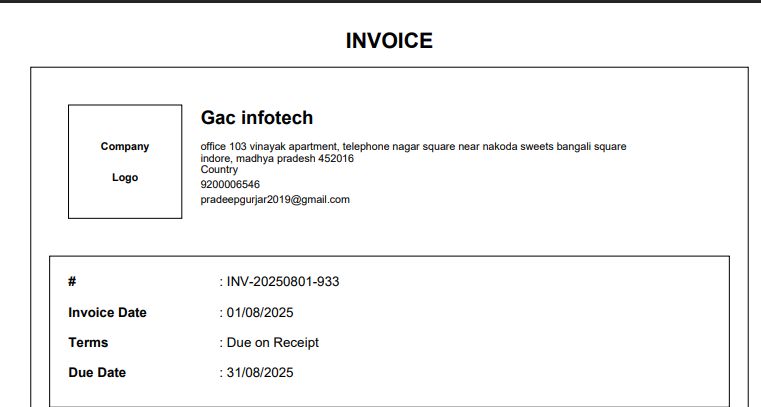 INVOICE
Company
Logo
Gac infotech
office 103 vinayak apartment, telephone nagar square near nakoda sweets bangali square
indore, madhya pradesh 452016
Country
9200006546
pradeepgurjar2019@gmail.com
# : INV-20250801-933
Invoice Date : 01/08/2025
Terms : Due on Receipt
Due Date : 31/08/2025